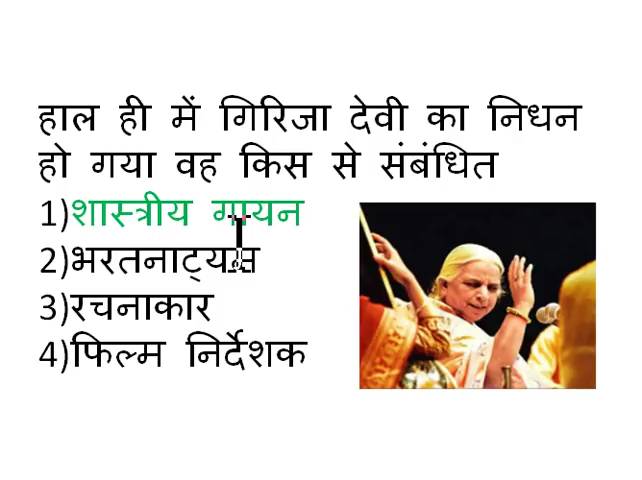 हाल ही में गिरिजा देवी का निधन
हो गया वह किस से संबंधित
1)शास्त्रीय गायन
2)भरतनाट्यम
3)रचनाकार
4)फिल्म निर्देशक